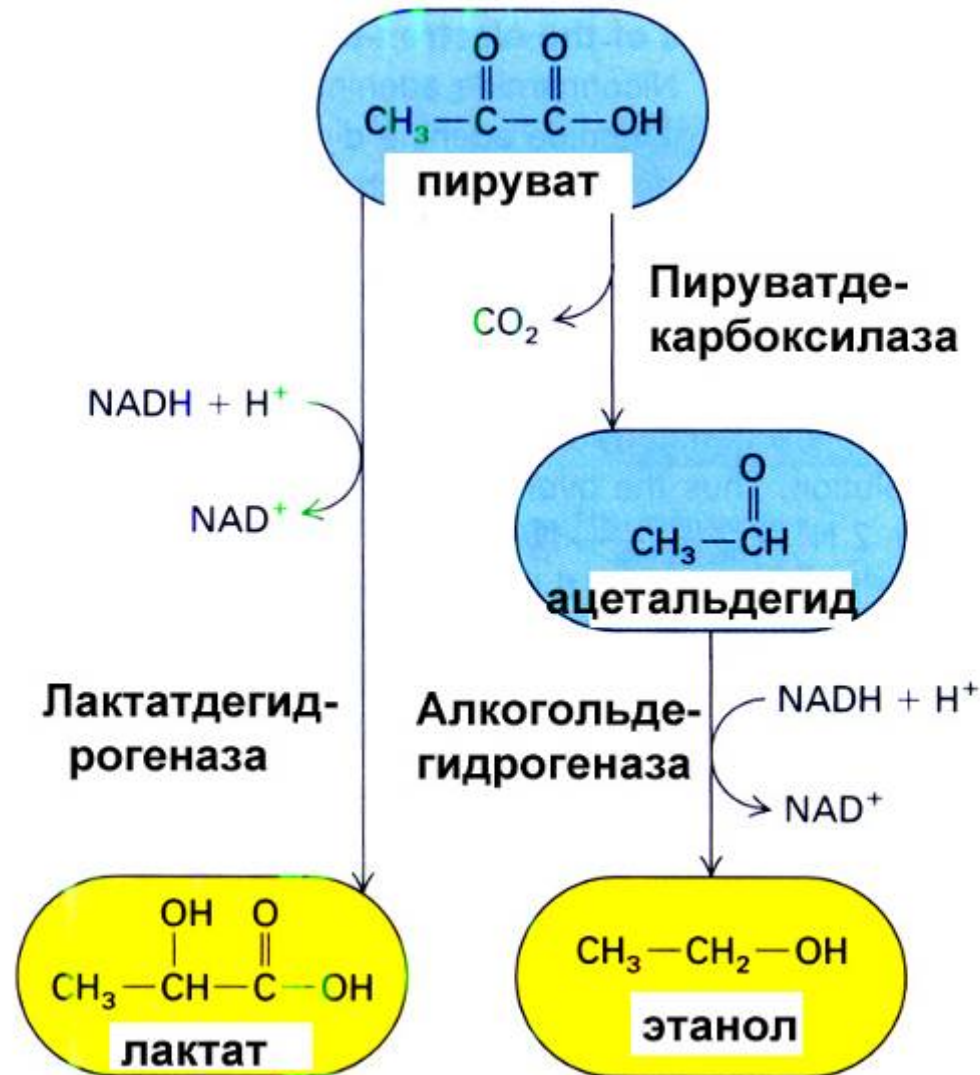 O O
CH₃—C—C—OH
пируват
CO₂
Пируватде-
карбоксилаза
NADH + H⁺
NAD⁺
O
CH₃—CH
ацетальдегид
Лактатдегид-
рогеназа
Алкогольде-
гидрогеназа
NADH + H⁺
NAD⁺
OH O
CH₃—CH—C—OH
лактат
CH₃—CH₂—OH
этанол